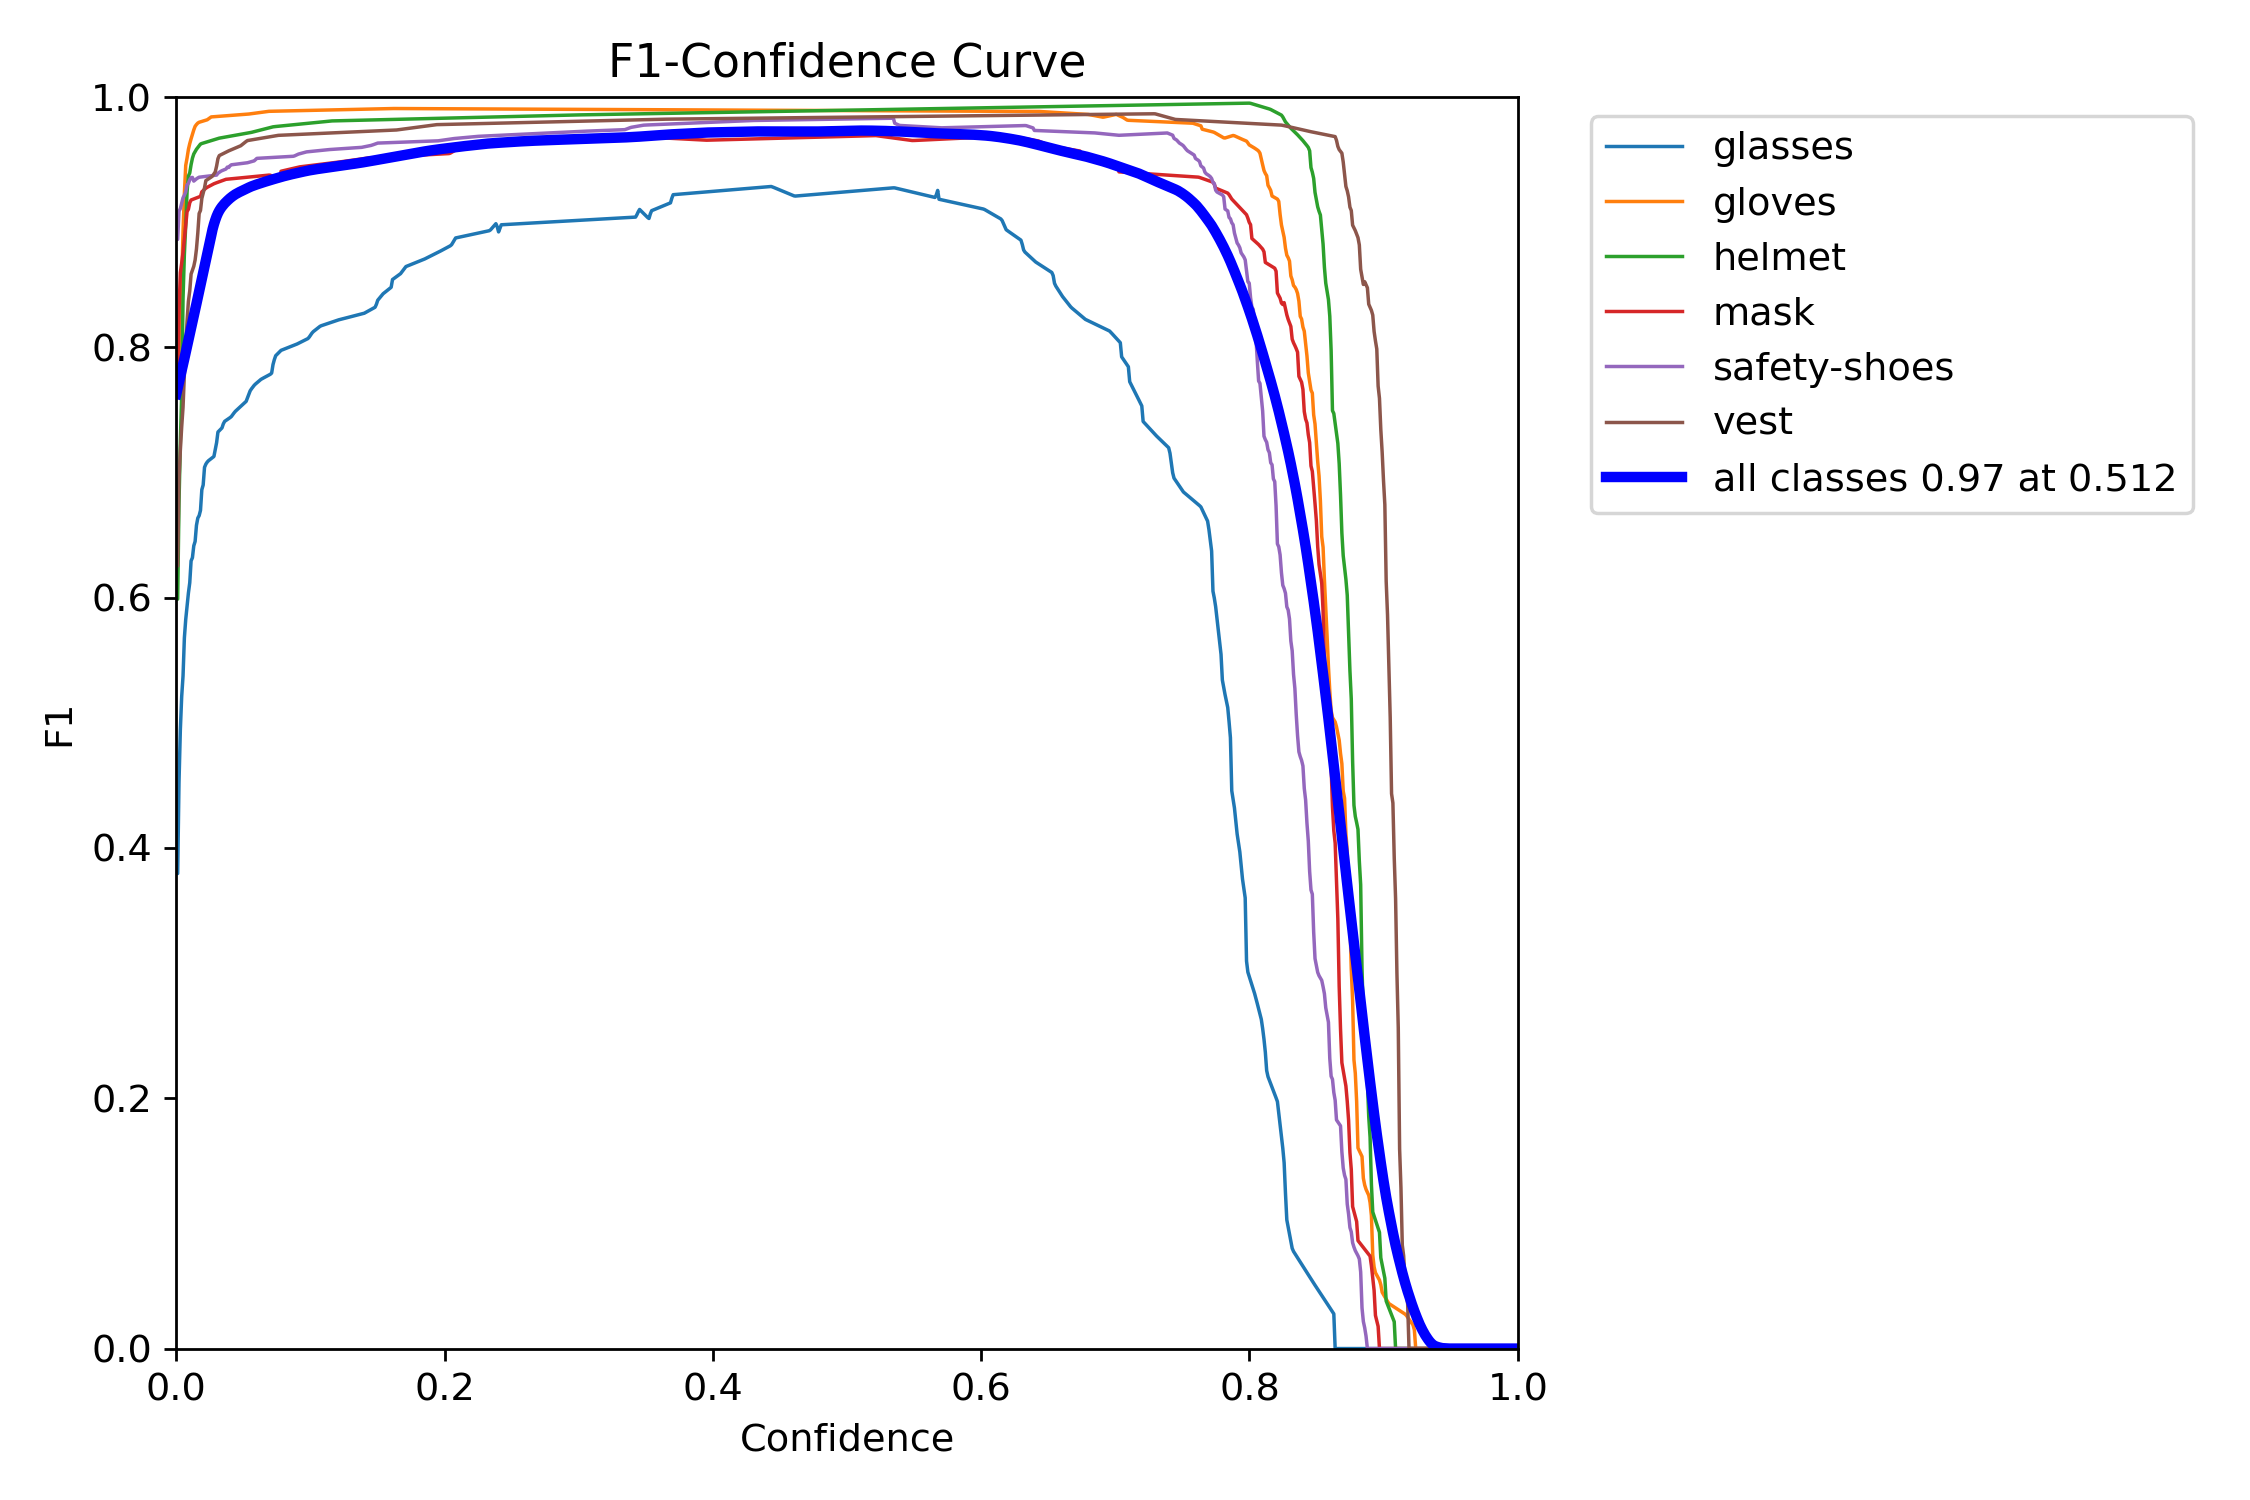 F1-Confidence Curve
1.0
0.8
0.6
0.4
0.2
0.0
F1
0.0 0.2 0.4 0.6 0.8 1.0
Confidence
glasses
gloves
helmet
mask
safety-shoes
vest
all classes 0.97 at 0.512